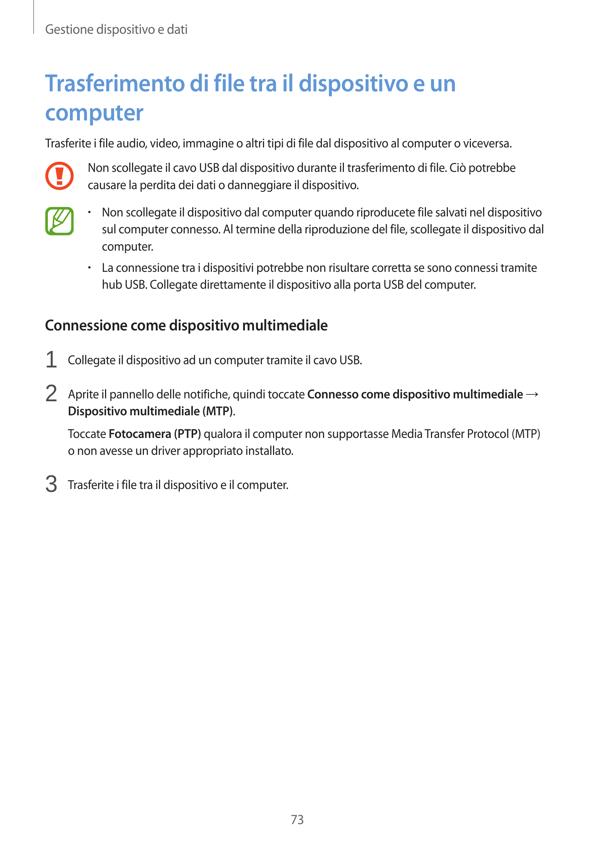 Gestione dispositivo e dati
Trasferimento di file tra il dispositivo e un
computer
Trasferite i file audio, video, immagine o altri tipi di file dal dispositivo al computer o viceversa.
Non scollegate il cavo USB dal dispositivo durante il trasferimento di file. Ciò potrebbe
causare la perdita dei dati o danneggiare il dispositivo.
• Non scollegate il dispositivo dal computer quando riproducete file salvati nel dispositivo
sul computer connesso. Al termine della riproduzione del file, scollegate il dispositivo dal
computer.
• La connessione tra i dispositivi potrebbe non risultare corretta se sono connessi tramite
hub USB. Collegate direttamente il dispositivo alla porta USB del computer.
Connessione come dispositivo multimediale
1 Collegate il dispositivo ad un computer tramite il cavo USB.
2 Aprite il pannello delle notifiche, quindi toccate Connesso come dispositivo multimediale →
Dispositivo multimediale (MTP).
Toccate Fotocamera (PTP) qualora il computer non supportasse Media Transfer Protocol (MTP)
o non avesse un driver appropriato installato.
3 Trasferite i file tra il dispositivo e il computer.
73